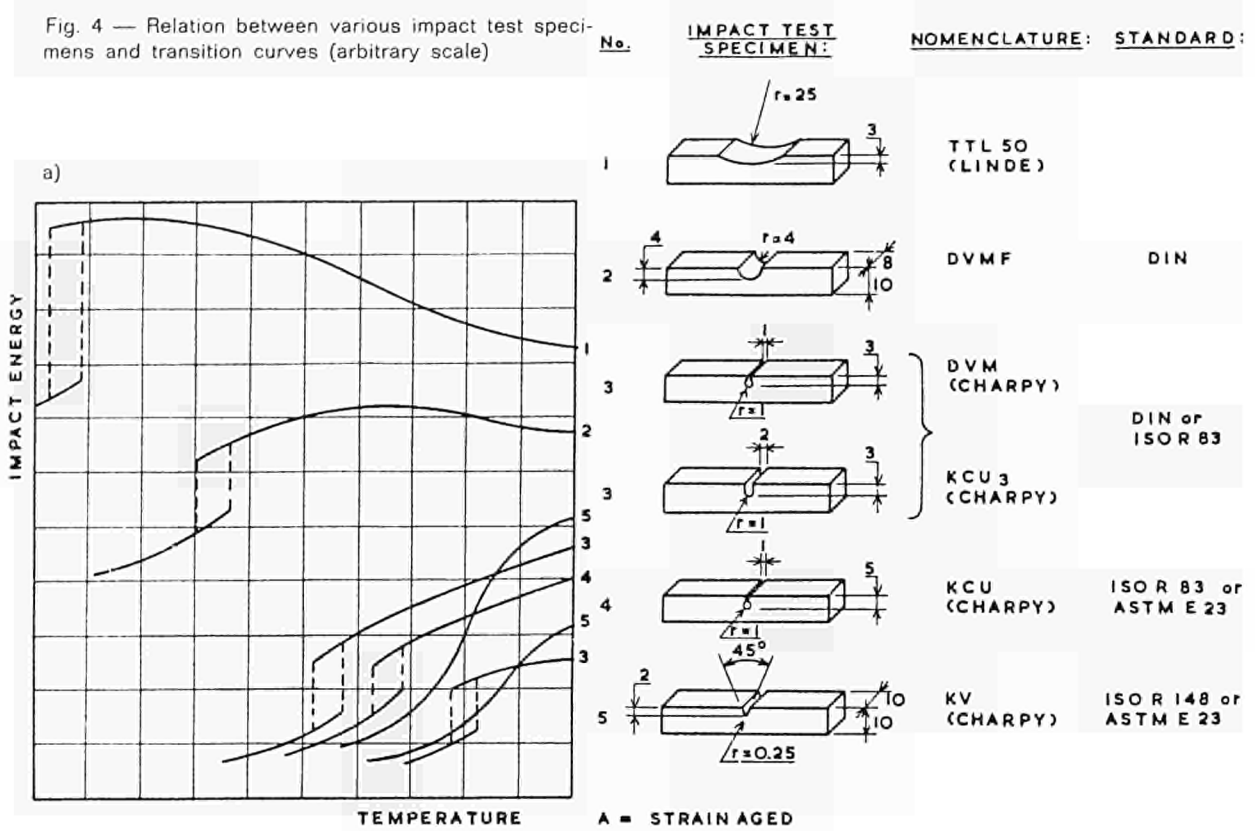 Fig. 4 — Relation between various impact test speci-
mens and transition curves (arbitrary scale)
a)
IMPACT ENERGY
TEMPERATURE
1
2
5
3
4
5
3
No. IMPACT TEST SPECIMEN: NOMENCLATURE: STANDARD:
r=25
3
1 TTL 50
(LINDE)
4
r=4
8
10
2 DVMF DIN
1
3
r=1
3 DVM
(CHARPY)
DIN or
ISO R 83
2
3
r=1
3 KCU 3
(CHARPY)
1
5
r=1
4 KCU
(CHARPY)
ISO R 83 or
ASTM E 23
45°
2
10
10
r=0.25
5 KV
(CHARPY)
ISO R 148 or
ASTM E 23
A = STRAIN AGED